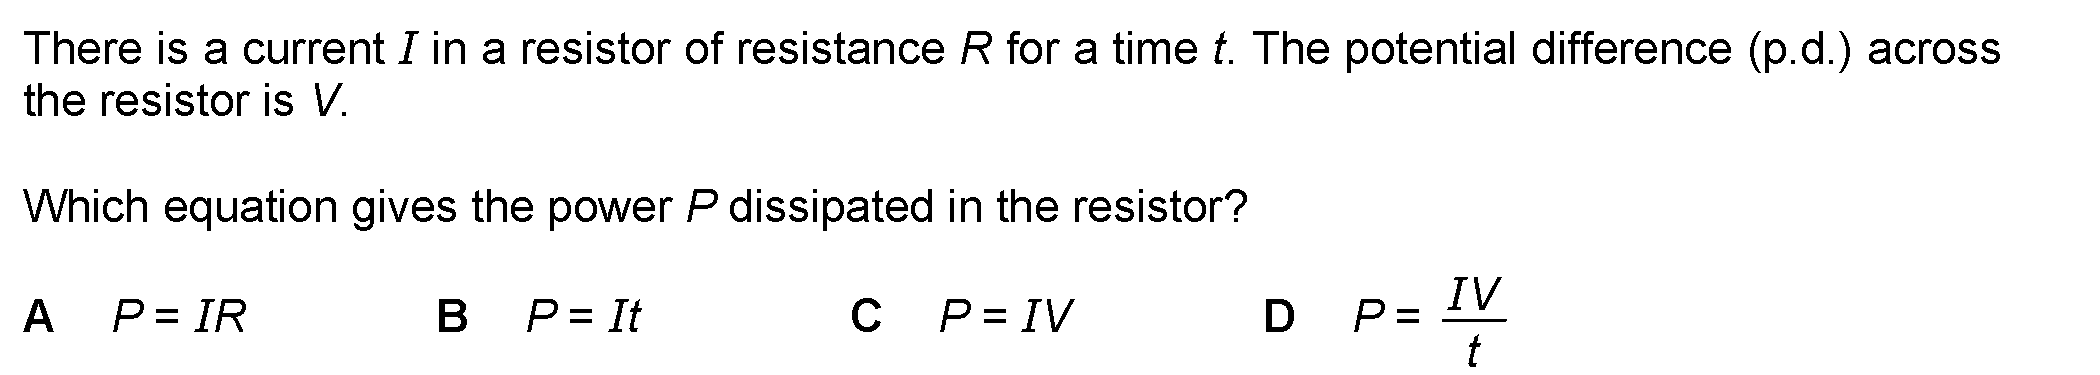 There is a current I in a resistor of resistance R for a time t. The potential difference (p.d.) across
the resistor is V.
Which equation gives the power P dissipated in the resistor?
A P = IR B P = It C P = IV D P = IV/t